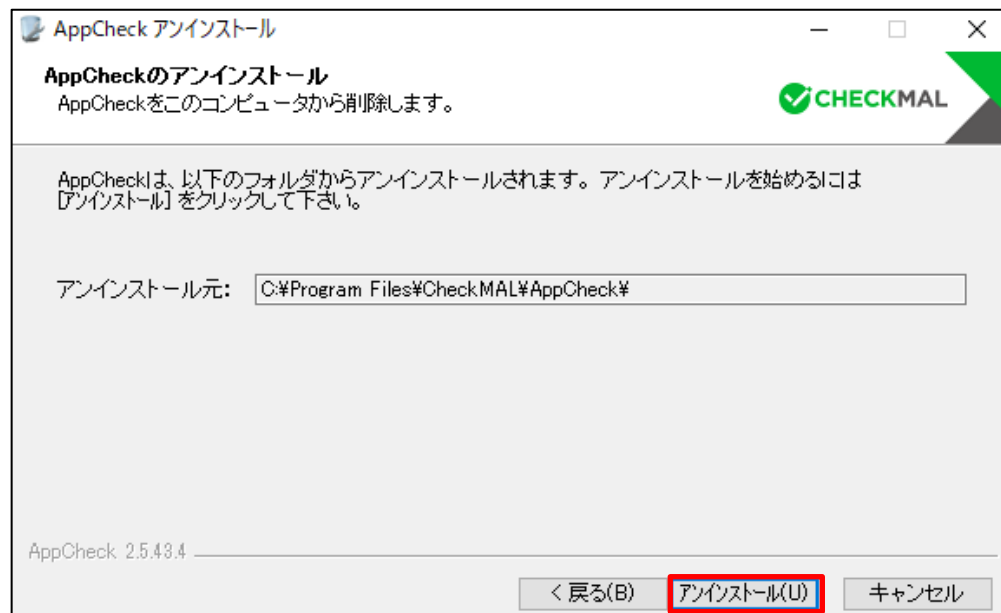 AppCheck アンインストール
AppCheckのアンインストール
AppCheckをこのコンピュータから削除します。
CHECKMAL
AppCheckは、以下のフォルダからアンインストールされます。アンインストールを始めるには
[アンインストール] をクリックして下さい。
アンインストール元: C:¥Program Files¥CheckMAL¥AppCheck¥
AppCheck 2.5.43.4
< 戻る(B) アンインストール(U) キャンセル